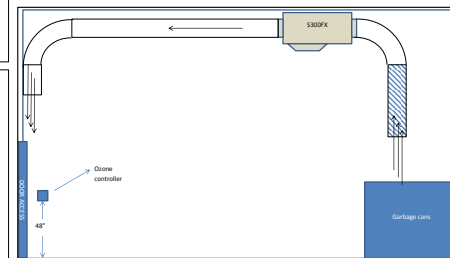 S300FX
Ozone
controller
DOOR ACCESS
48"
Garbage cans